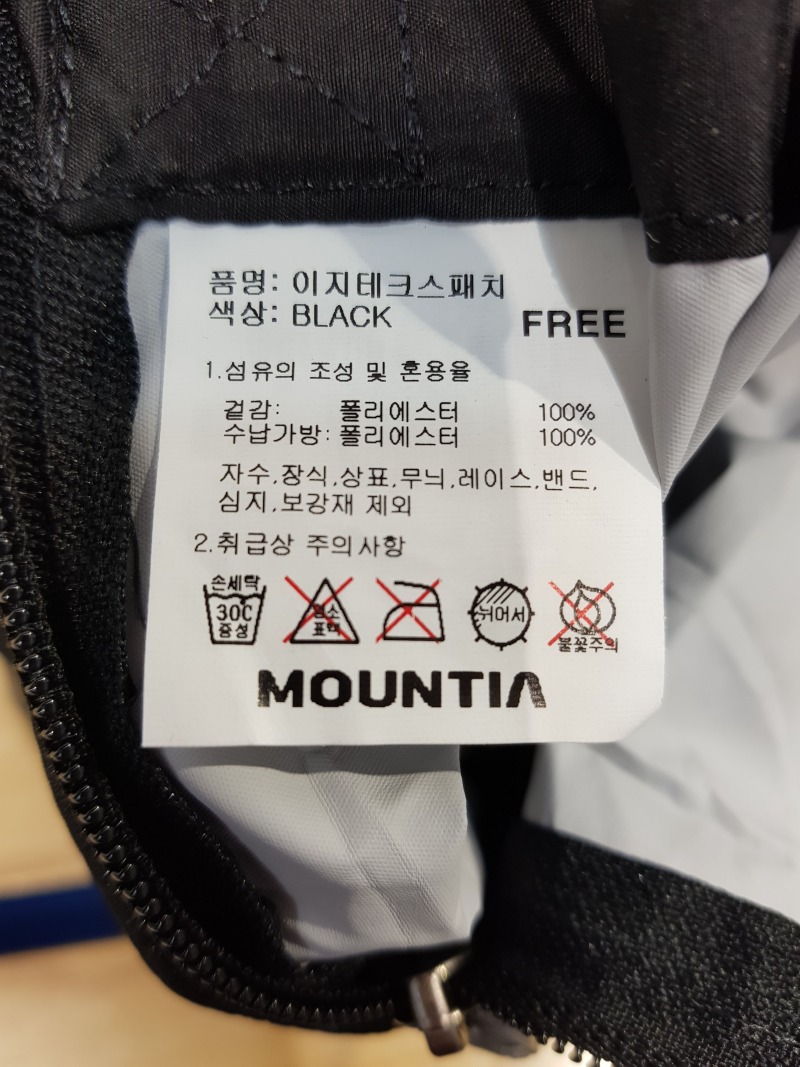 품명: 이지테크스패치
색상: BLACK
FREE
1.섬유의 조성 및 혼용율
겉감: 폴리에스터 100%
수납가방: 폴리에스터 100%
자수,장식,상표,무늬,레이스,밴드,
심지,보강재 제외
2.취급상 주의사항
손세탁
30℃
중성
염소
표백
뉘어서
불꽃주의
MOUNTIA